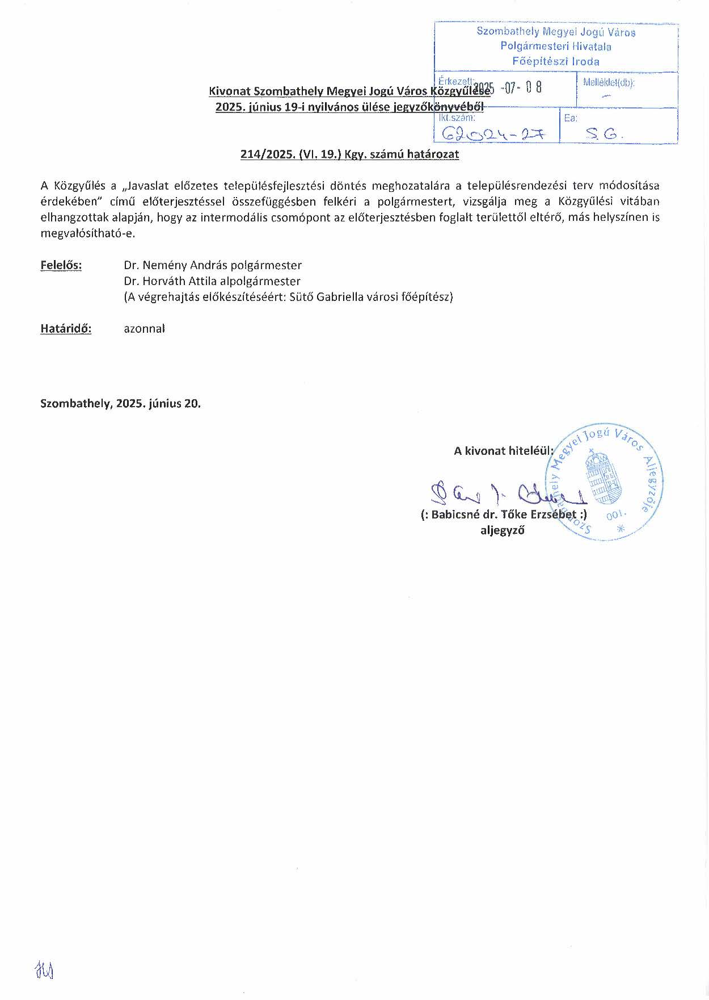 Szombathely Megyei Jogú Város
Polgármesteri Hivatala
Főépítészi Iroda
Érkezett: 2025 -07- 08
Melléklet(db):
–
Kivonat Szombathely Megyei Jogú Város Közgyűlése
2025. június 19-i nyilvános ülése jegyzőkönyvéből
Ikt.szám:
Ea:
S. G.
214/2025. (VI. 19.) Kgy. számú határozat
A Közgyűlés a „Javaslat előzetes településfejlesztési döntés meghozatalára a településrendezési terv módosítása
érdekében” című előterjesztéssel összefüggésben felkéri a polgármestert, vizsgálja meg a Közgyűlési vitában
elhangzottak alapján, hogy az intermodális csomópont az előterjesztésben foglalt területtől eltérő, más helyszínen is
megvalósítható-e.
Felelős: Dr. Nemény András polgármester
Dr. Horváth Attila alpolgármester
(A végrehajtás előkészítéséért: Sütő Gabriella városi főépítész)
Határidő: azonnal
Szombathely, 2025. június 20.
A kivonat hiteléül:
Szombathely Megyei Jogú Város Aljegyzője
001.
*
(: Babicsné dr. Tőke Erzsébet :)
aljegyző